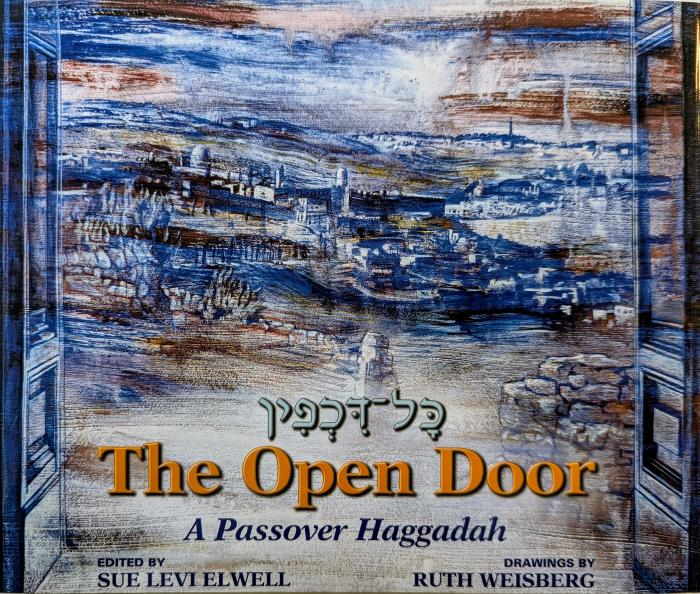 כָּל־דִּכְפִין
The Open Door
A Passover Haggadah
EDITED BY
SUE LEVI ELWELL
DRAWINGS BY
RUTH WEISBERG